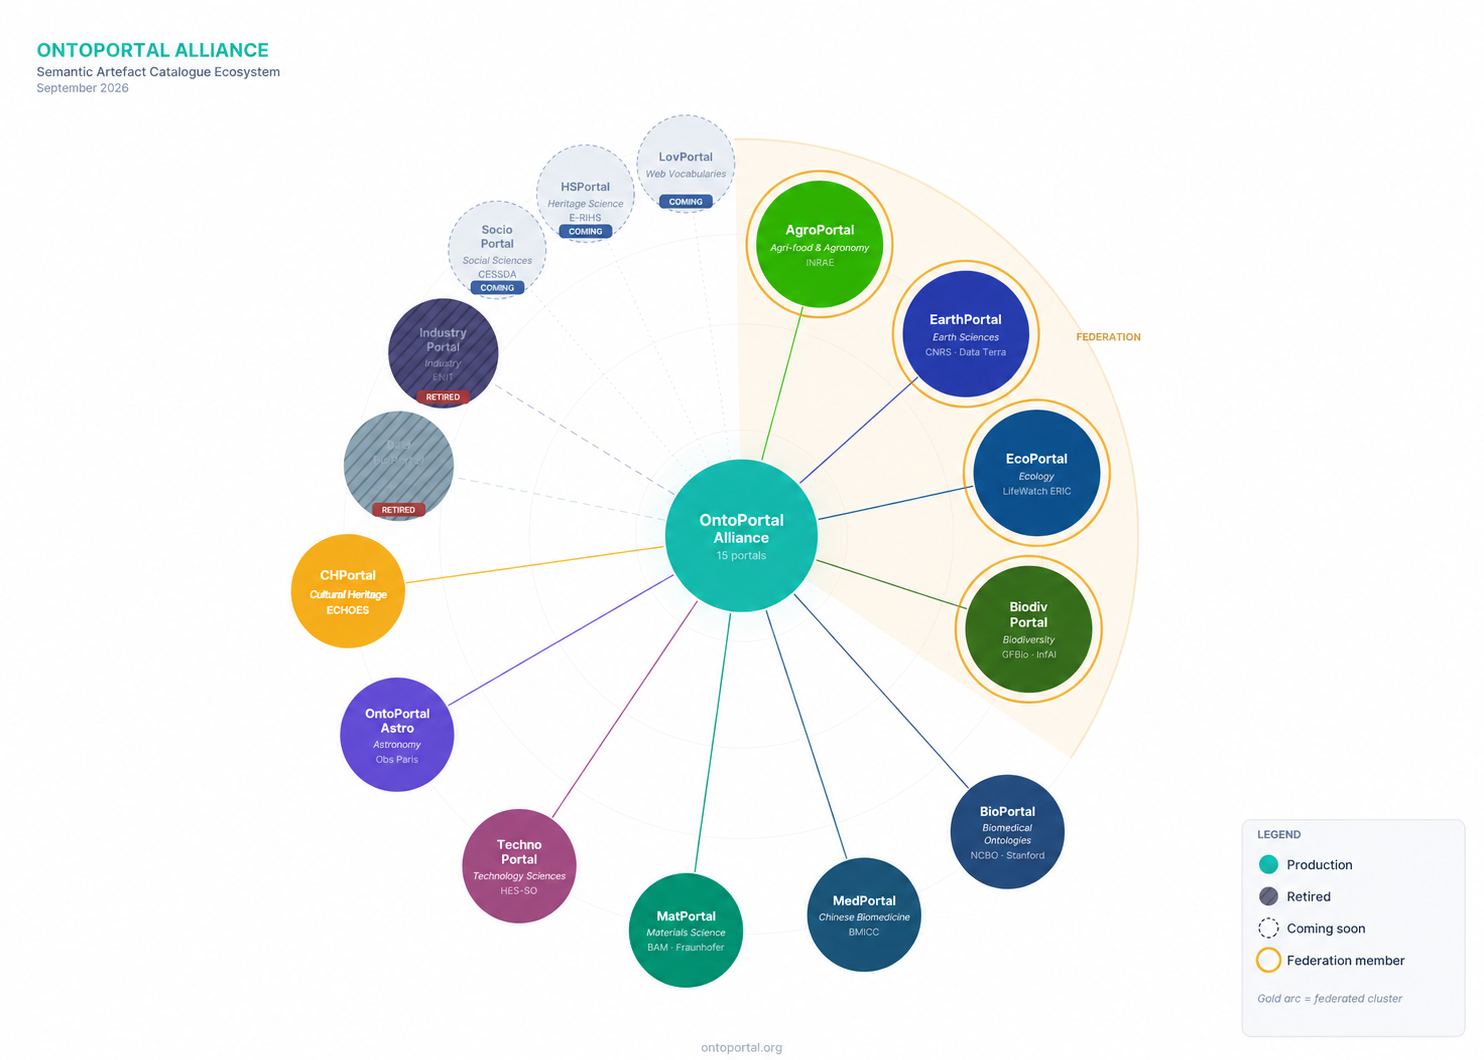 ONTOPORTAL ALLIANCE
Semantic Artefact Catalogue Ecosystem
September 2026
LovPortal
Web Vocabularies
COMING
HSPortal
Heritage Science
E-RIHS
COMING
Socio
Portal
Social Sciences
CESSDA
COMING
Industry
Portal
Industry
ENIT
RETIRED
RETIRED
CHPortal
Cultural Heritage
ECHOES
OntoPortal
Astro
Astronomy
Obs Paris
Techno
Portal
Technology Sciences
HES-SO
MatPortal
Materials Science
BAM · Fraunhofer
MedPortal
Chinese Biomedicine
BMICC
BioPortal
Biomedical
Ontologies
NCBO · Stanford
Biodiv
Portal
Biodiversity
GFBio · InfAI
EcoPortal
Ecology
LifeWatch ERIC
EarthPortal
Earth Sciences
CNRS · Data Terra
AgroPortal
Agri-food & Agronomy
INRAE
FEDERATION
OntoPortal
Alliance
15 portals
LEGEND
Production
Retired
Coming soon
Federation member
Gold arc = federated cluster
ontoportal.org